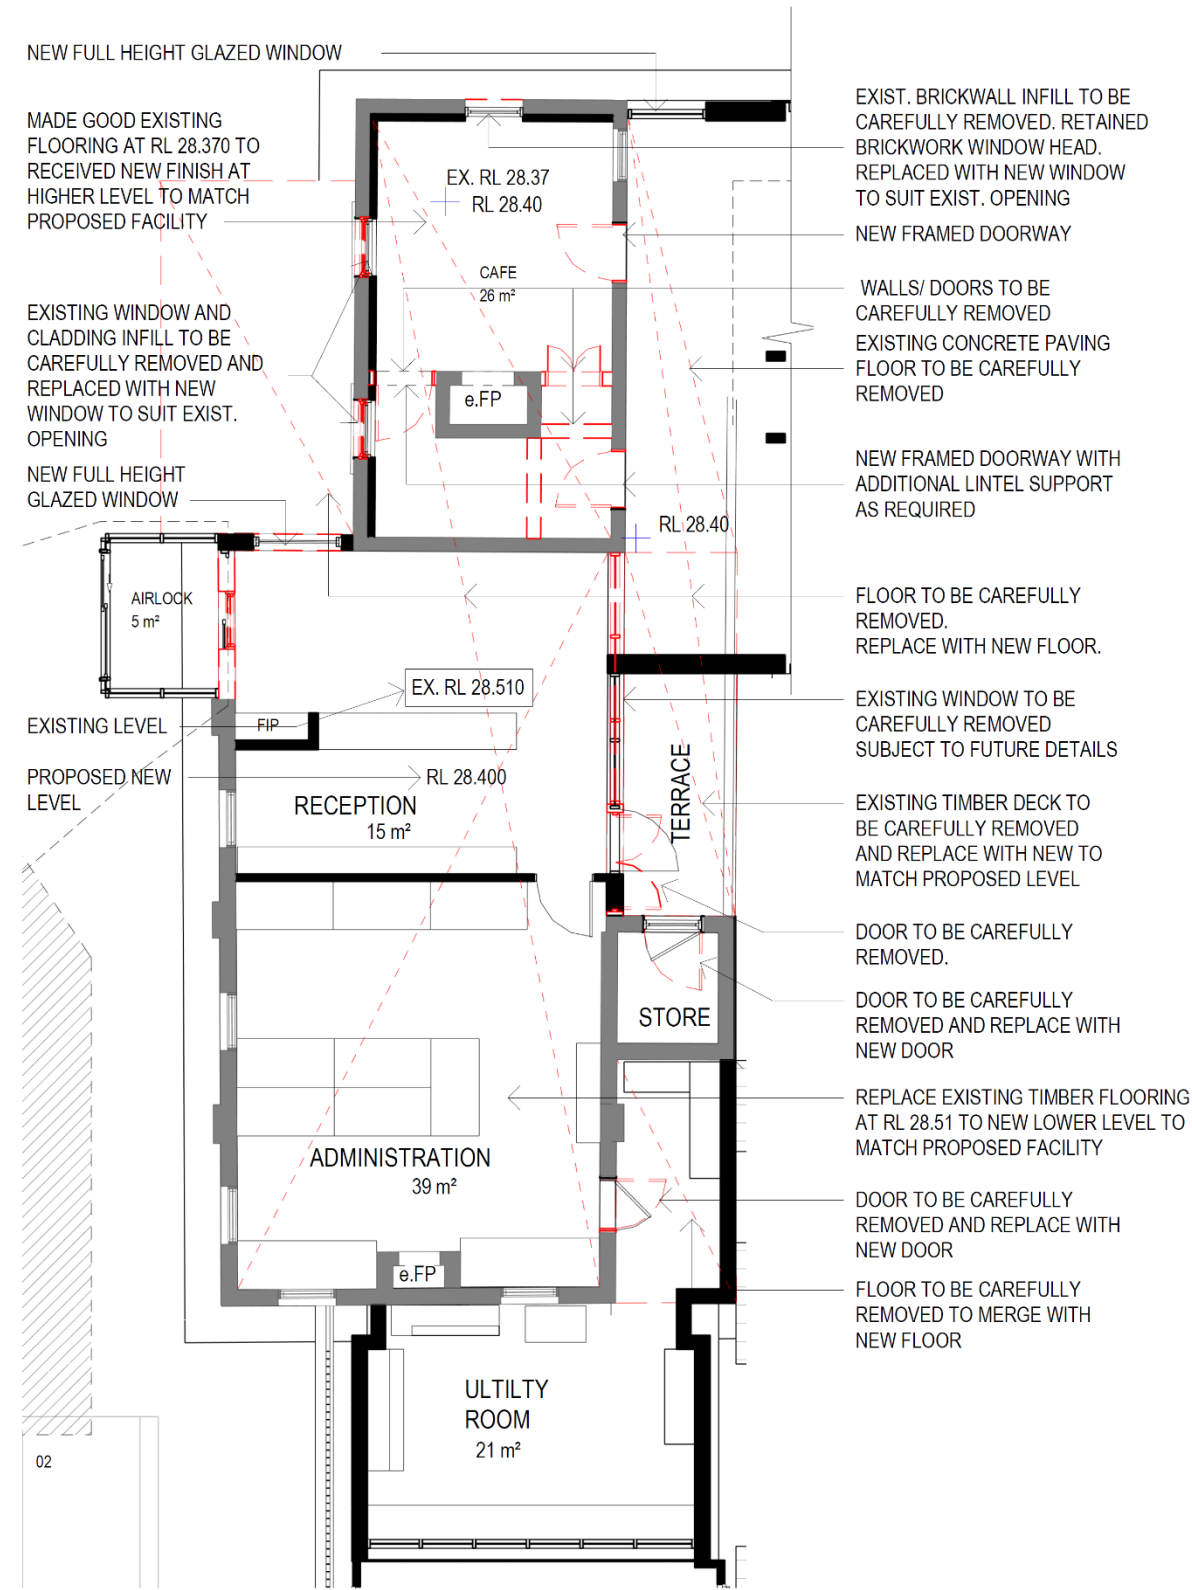 NEW FULL HEIGHT GLAZED WINDOW
MADE GOOD EXISTING
FLOORING AT RL 28.370 TO
RECEIVED NEW FINISH AT
HIGHER LEVEL TO MATCH
PROPOSED FACILITY
EXISTING WINDOW AND
CLADDING INFILL TO BE
CAREFULLY REMOVED AND
REPLACED WITH NEW
WINDOW TO SUIT EXIST.
OPENING
NEW FULL HEIGHT
GLAZED WINDOW
EXISTING LEVEL
PROPOSED NEW
LEVEL
02
EX. RL 28.37
RL 28.40
CAFE
26 m²
e.FP
RL 28.40
AIRLOCK
5 m²
EX. RL 28.510
FIP
RL 28.400
RECEPTION
15 m²
TERRACE
STORE
ADMINISTRATION
39 m²
e.FP
ULTILTY
ROOM
21 m²
EXIST. BRICKWALL INFILL TO BE
CAREFULLY REMOVED. RETAINED
BRICKWORK WINDOW HEAD.
REPLACED WITH NEW WINDOW
TO SUIT EXIST. OPENING
NEW FRAMED DOORWAY
WALLS/ DOORS TO BE
CAREFULLY REMOVED
EXISTING CONCRETE PAVING
FLOOR TO BE CAREFULLY
REMOVED
NEW FRAMED DOORWAY WITH
ADDITIONAL LINTEL SUPPORT
AS REQUIRED
FLOOR TO BE CAREFULLY
REMOVED.
REPLACE WITH NEW FLOOR.
EXISTING WINDOW TO BE
CAREFULLY REMOVED
SUBJECT TO FUTURE DETAILS
EXISTING TIMBER DECK TO
BE CAREFULLY REMOVED
AND REPLACE WITH NEW TO
MATCH PROPOSED LEVEL
DOOR TO BE CAREFULLY
REMOVED.
DOOR TO BE CAREFULLY
REMOVED AND REPLACE WITH
NEW DOOR
REPLACE EXISTING TIMBER FLOORING
AT RL 28.51 TO NEW LOWER LEVEL TO
MATCH PROPOSED FACILITY
DOOR TO BE CAREFULLY
REMOVED AND REPLACE WITH
NEW DOOR
FLOOR TO BE CAREFULLY
REMOVED TO MERGE WITH
NEW FLOOR